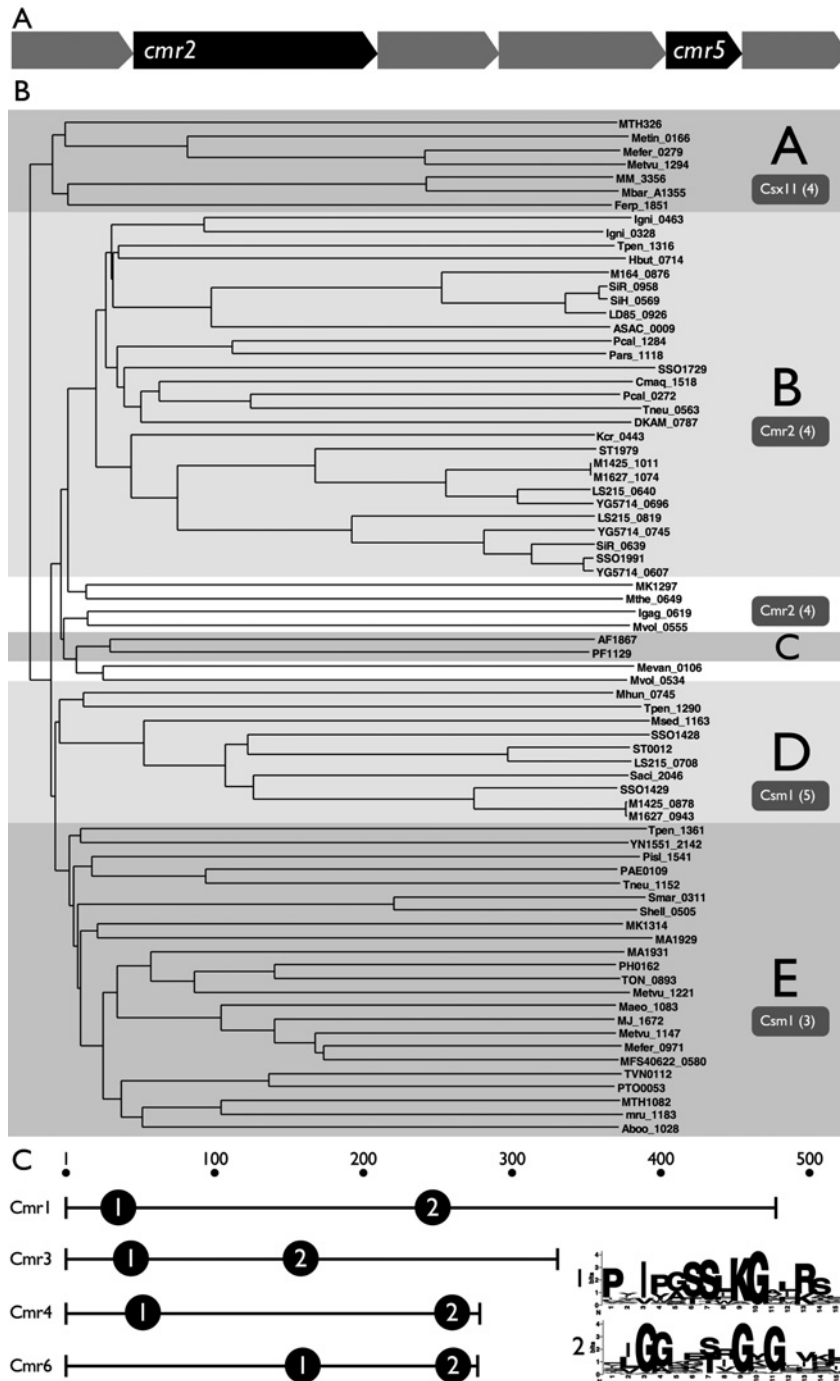 A
cmr2 cmr5
B
MTH326
Metin_0166
Mefer_0279
Metvu_1294
MM_3356
Mbar_A1355
Ferp_1851
A
Csx11 (4)
Igni_0463
Igni_0328
Tpen_1316
Hbut_0714
M164_0876
SiR_0958
SiH_0569
LD85_0926
ASAC_0009
Pcal_1284
Pars_1118
SSO1729
Cmaq_1518
Pcal_0272
Tneu_0563
DKAM_0787
Kcr_0443
ST1979
M1425_1011
M1627_1074
LS215_0640
YG5714_0696
LS215_0819
YG5714_0745
SiR_0639
SSO1991
YG5714_0607
B
Cmr2 (4)
MK1297
Mthe_0649
Igag_0619
Mvol_0555
Cmr2 (4)
AF1867
PF1129
C
Mevan_0106
Mvol_0534
Mhun_0745
Tpen_1290
Msed_1163
SSO1428
ST0012
LS215_0708
Saci_2046
SSO1429
M1425_0878
M1627_0943
D
Csm1 (5)
Tpen_1361
YN1551_2142
Pisl_1541
PAE0109
Tneu_1152
Smar_0311
Shell_0505
MK1314
MA1929
MA1931
PH0162
TON_0893
Metvu_1221
Maeo_1083
MJ_1672
Metvu_1147
Mefer_0971
MFS40622_0580
TVN0112
PTO0053
MTH1082
mru_1183
Aboo_1028
E
Csm1 (3)
C
1 100 200 300 400 500
Cmr1 1 2
Cmr3 1 2
Cmr4 1 2
Cmr6 1 2
1
bits
2
bits